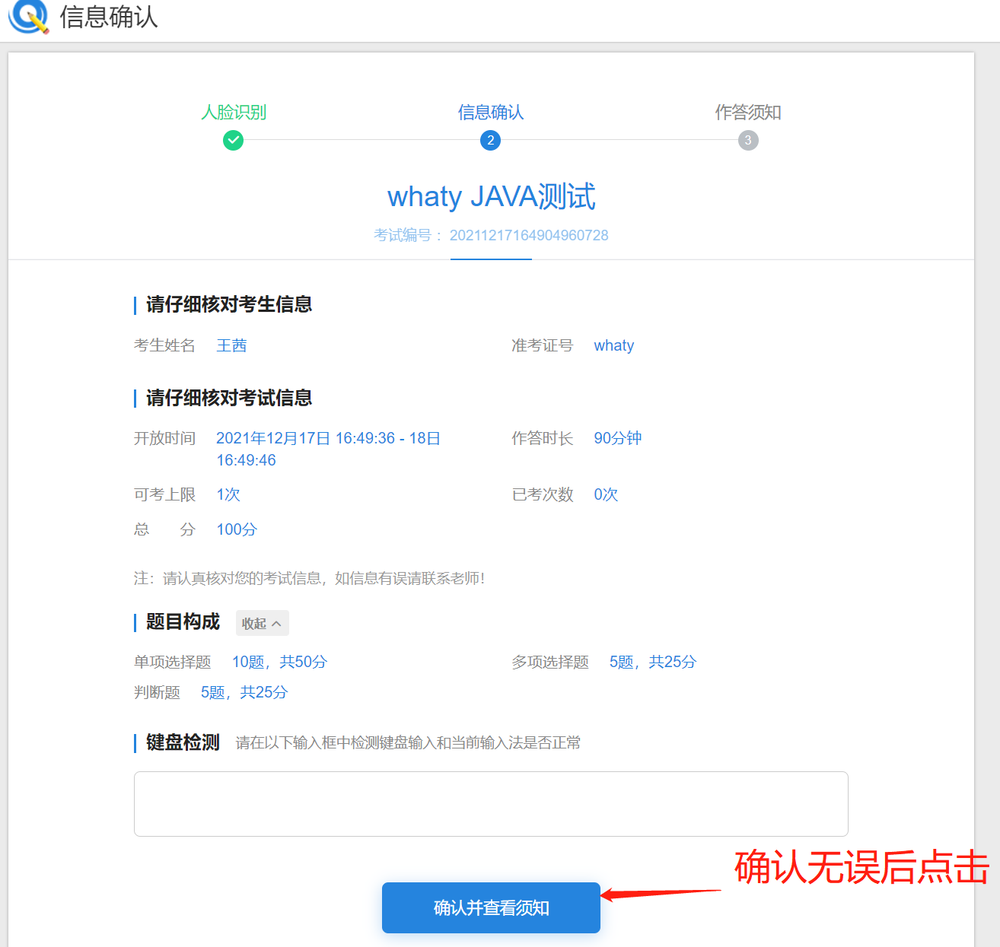 信息确认
人脸识别
信息确认
作答须知
2
3
whaty JAVA测试
考试编号： 20211217164904960728
请仔细核对考生信息
考生姓名 王茜
准考证号 whaty
请仔细核对考试信息
开放时间 2021年12月17日 16:49:36 - 18日
16:49:46
作答时长 90分钟
可考上限 1次
已考次数 0次
总 分 100分
注：请认真核对您的考试信息，如信息有误请联系老师！
题目构成 收起
单项选择题 10题，共50分
多项选择题 5题，共25分
判断题 5题，共25分
键盘检测 请在以下输入框中检测键盘输入和当前输入法是否正常
确认无误后点击
确认并查看须知